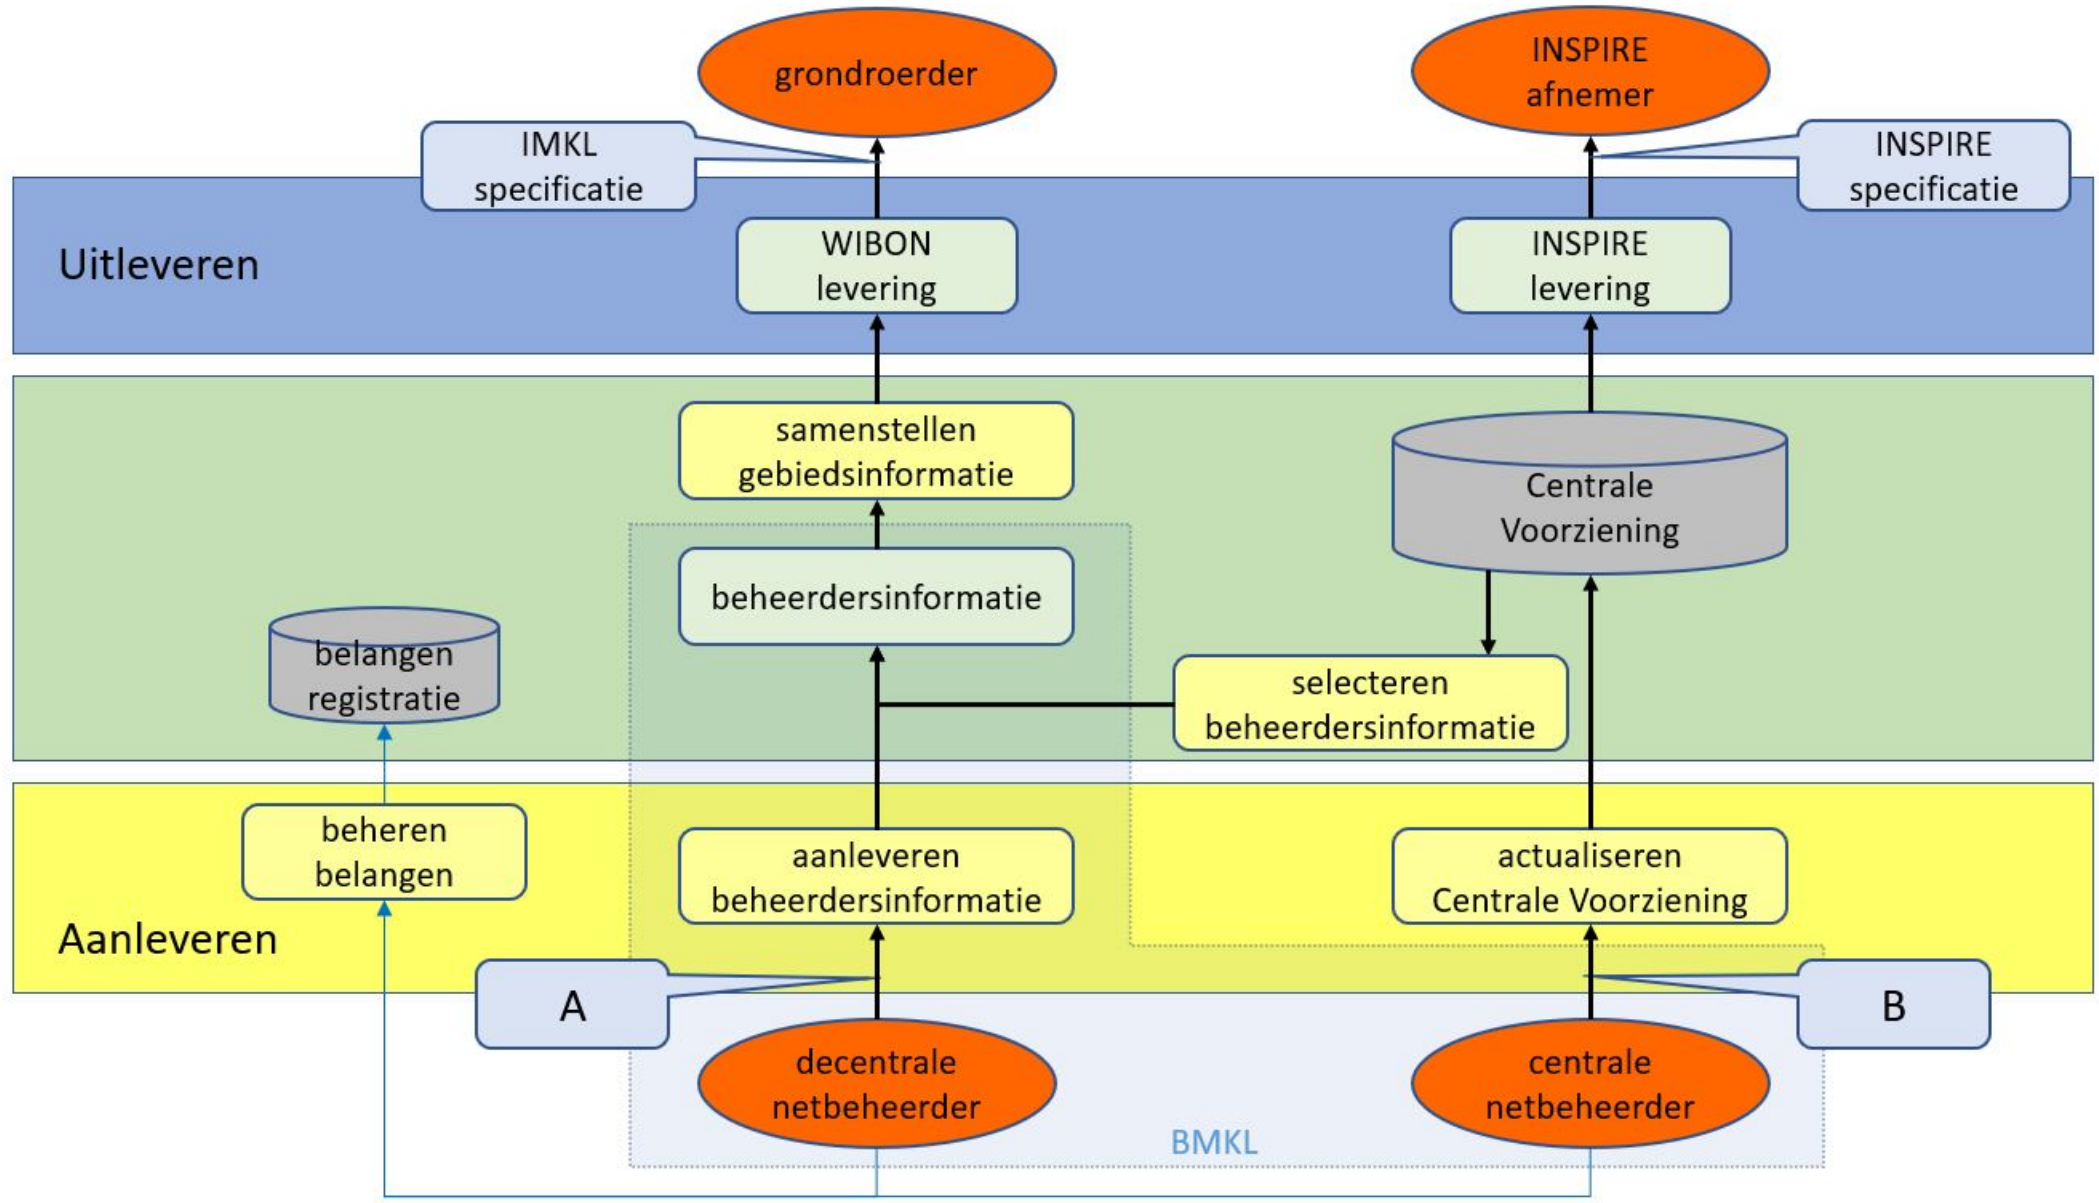 grondroerder
INSPIRE
afnemer
IMKL
specificatie
INSPIRE
specificatie
Uitleveren
WIBON
levering
INSPIRE
levering
samenstellen
gebiedsinformatie
Centrale
Voorziening
beheerdersinformatie
belangen
registratie
selecteren
beheerdersinformatie
beheren
belangen
aanleveren
beheerdersinformatie
actualiseren
Centrale Voorziening
Aanleveren
A
B
decentrale
netbeheerder
centrale
netbeheerder
BMKL